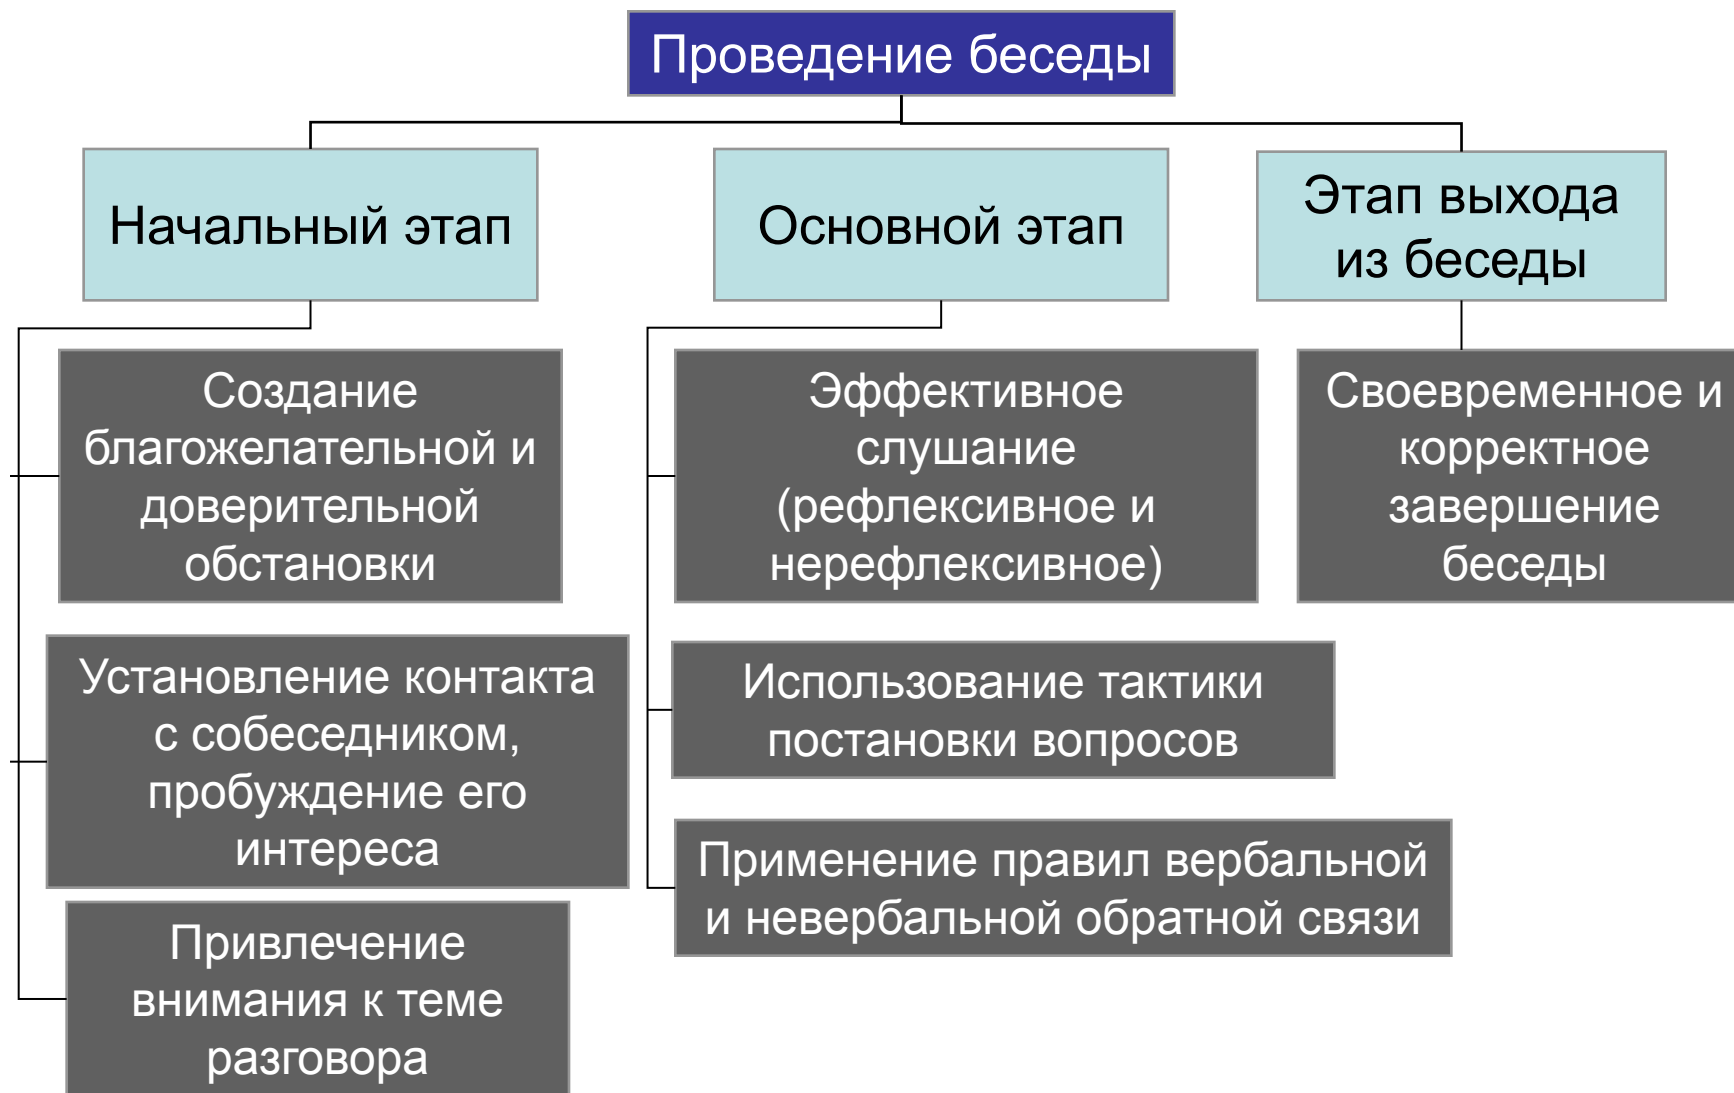 Проведение беседы
Начальный этап
Основной этап
Этап выхода
из беседы
Создание
благожелательной и
доверительной
обстановки
Установление контакта
с собеседником,
пробуждение его
интереса
Привлечение
внимания к теме
разговора
Эффективное
слушание
(рефлексивное и
нерефлексивное)
Использование тактики
постановки вопросов
Применение правил вербальной
и невербальной обратной связи
Своевременное и
корректное
завершение
беседы